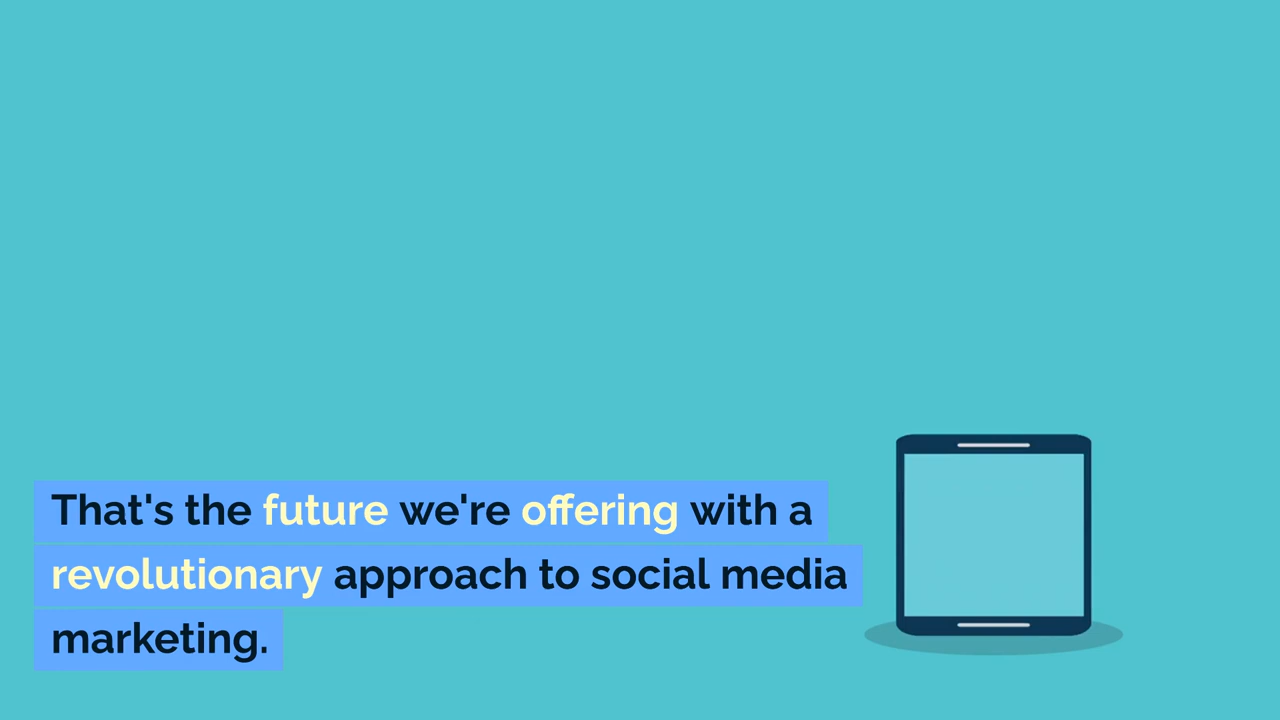 That's the future we're offering with a
revolutionary approach to social media
marketing.